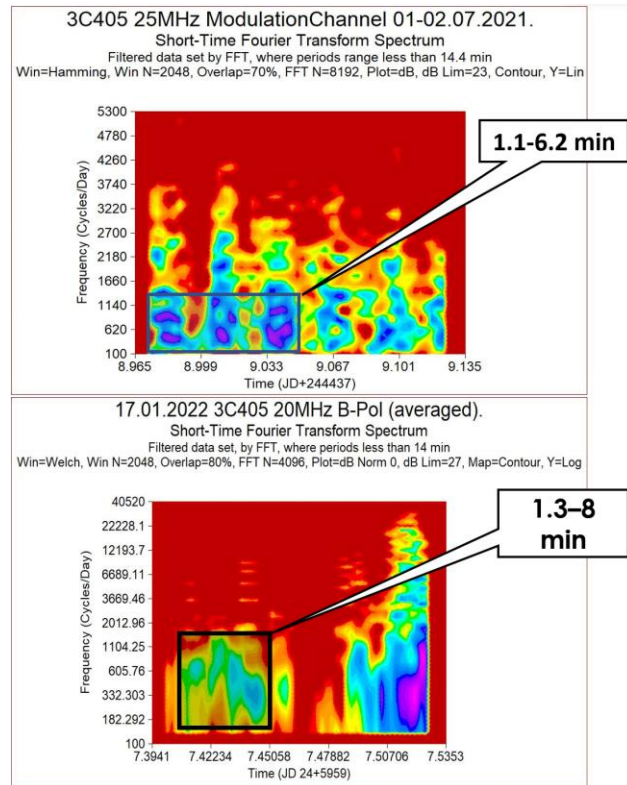 3C405 25MHz ModulationChannel 01-02.07.2021.
Short-Time Fourier Transform Spectrum
Filtered data set by FFT, where periods range less than 14.4 min
Win=Hamming, Win N=2048, Overlap=70%, FFT N=8192, Plot=dB, dB Lim=23, Contour, Y=Lin
1.1-6.2 min
Frequency (Cycles/Day)
5300
4780
4260
3740
3220
2700
2180
1660
1140
620
100
8.965 8.999 9.033 9.067 9.101 9.135
Time (JD+244437)
17.01.2022 3C405 20MHz B-Pol (averaged).
Short-Time Fourier Transform Spectrum
Filtered data set, by FFT, where periods less than 14 min
Win=Welch, Win N=2048, Overlap=80%, FFT N=4096, Plot=dB Norm 0, dB Lim=27, Map=Contour, Y=Log
1.3–8
min
Frequency (Cycles/Day)
40520
22228.1
12193.7
6689.11
3669.46
2012.96
1104.25
605.76
332.303
182.292
100
7.3941 7.42234 7.45058 7.47882 7.50706 7.5353
Time (JD 24+5959)